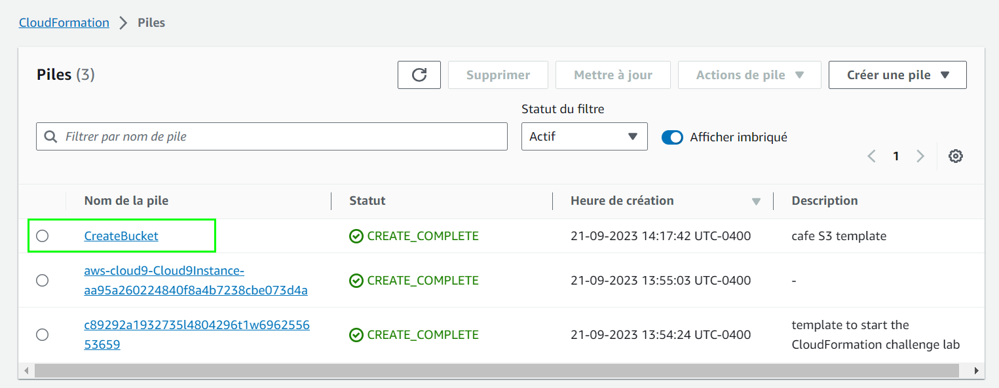 CloudFormation > Piles
Piles (3)
Supprimer
Mettre à jour
Actions de pile
Créer une pile
Statut du filtre
Filtrer par nom de pile
Actif
Afficher imbriqué
1
Nom de la pile Statut Heure de création Description
CreateBucket CREATE_COMPLETE 21-09-2023 14:17:42 UTC-0400 cafe S3 template
aws-cloud9-Cloud9Instance-
aa95a260224840f8a4b7238cbe073d4a CREATE_COMPLETE 21-09-2023 13:55:03 UTC-0400 -
c89292a1932735l4804296t1w6962556
53659 CREATE_COMPLETE 21-09-2023 13:54:24 UTC-0400 template to start the
CloudFormation challenge lab